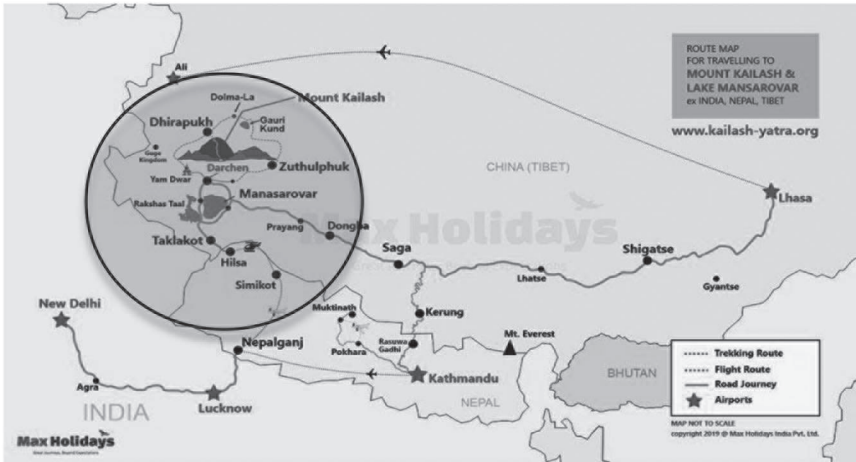 Ali
ROUTE MAP
FOR TRAVELLING TO
MOUNT KAILASH &
LAKE MANSAROVAR
ex INDIA, NEPAL, TIBET
www.kailash-yatra.org
Dolma-La
Mount Kailash
Dhirapukh
Gauri
Kund
Guge
Kingdom
Darchen
Zuthulphuk
CHINA (TIBET)
Yam Dwar
Manasarovar
Lhasa
Rakshas Taal
Max Holidays
Prayang
Dongba
Taklakot
Saga
Shigatse
Hilsa
Lhatse
Simikot
Gyantse
New Delhi
Muktinath
Kerung
Mt. Everest
Nepalganj
Rasuwa
Gadhi
Pokhara
Trekking Route
Flight Route
Road Journey
Airports
Kathmandu
BHUTAN
Agra
NEPAL
INDIA
Lucknow
MAP NOT TO SCALE
copyright 2019 @ Max Holidays India Pvt. Ltd.
Max Holidays